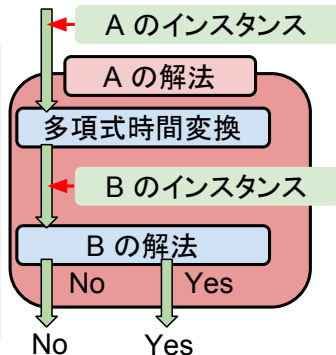 A のインスタンス
A の解法
多項式時間変換
B のインスタンス
B の解法
No Yes
No Yes